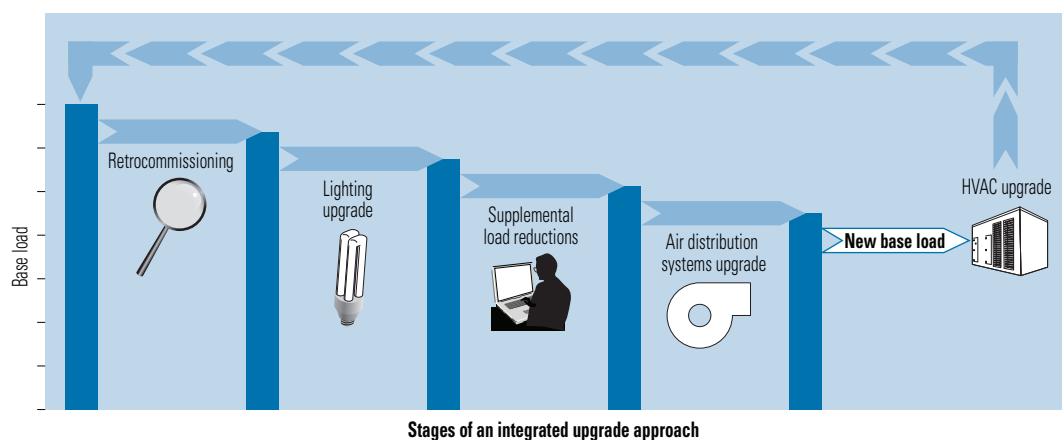 Base load
Retrocommissioning
Lighting
upgrade
Supplemental
load reductions
Air distribution
systems upgrade
New base load
HVAC upgrade
Stages of an integrated upgrade approach